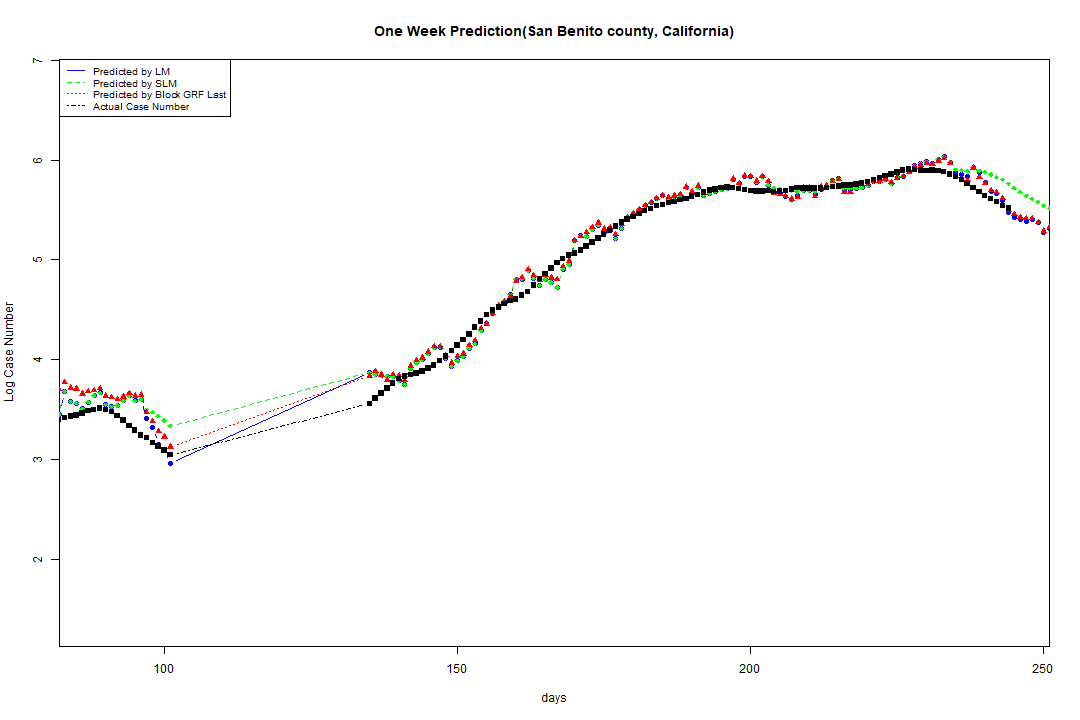 One Week Prediction(San Benito county, California)
Predicted by LM
Predicted by SLM
Predicted by Block GRF Last
Actual Case Number
7
6
5
4
3
2
Log Case Number
100
150
200
250
days